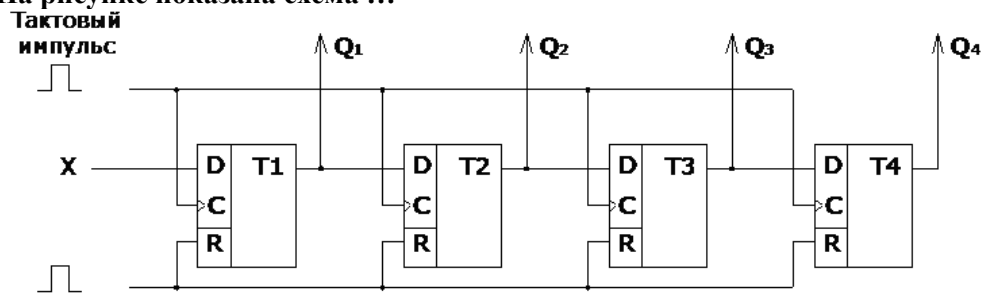 На рисунке показана схема …
Тактовый
импульс
Q1 Q2 Q3 Q4
X D T1 D T2 D T3 D T4
C C C C
R R R R